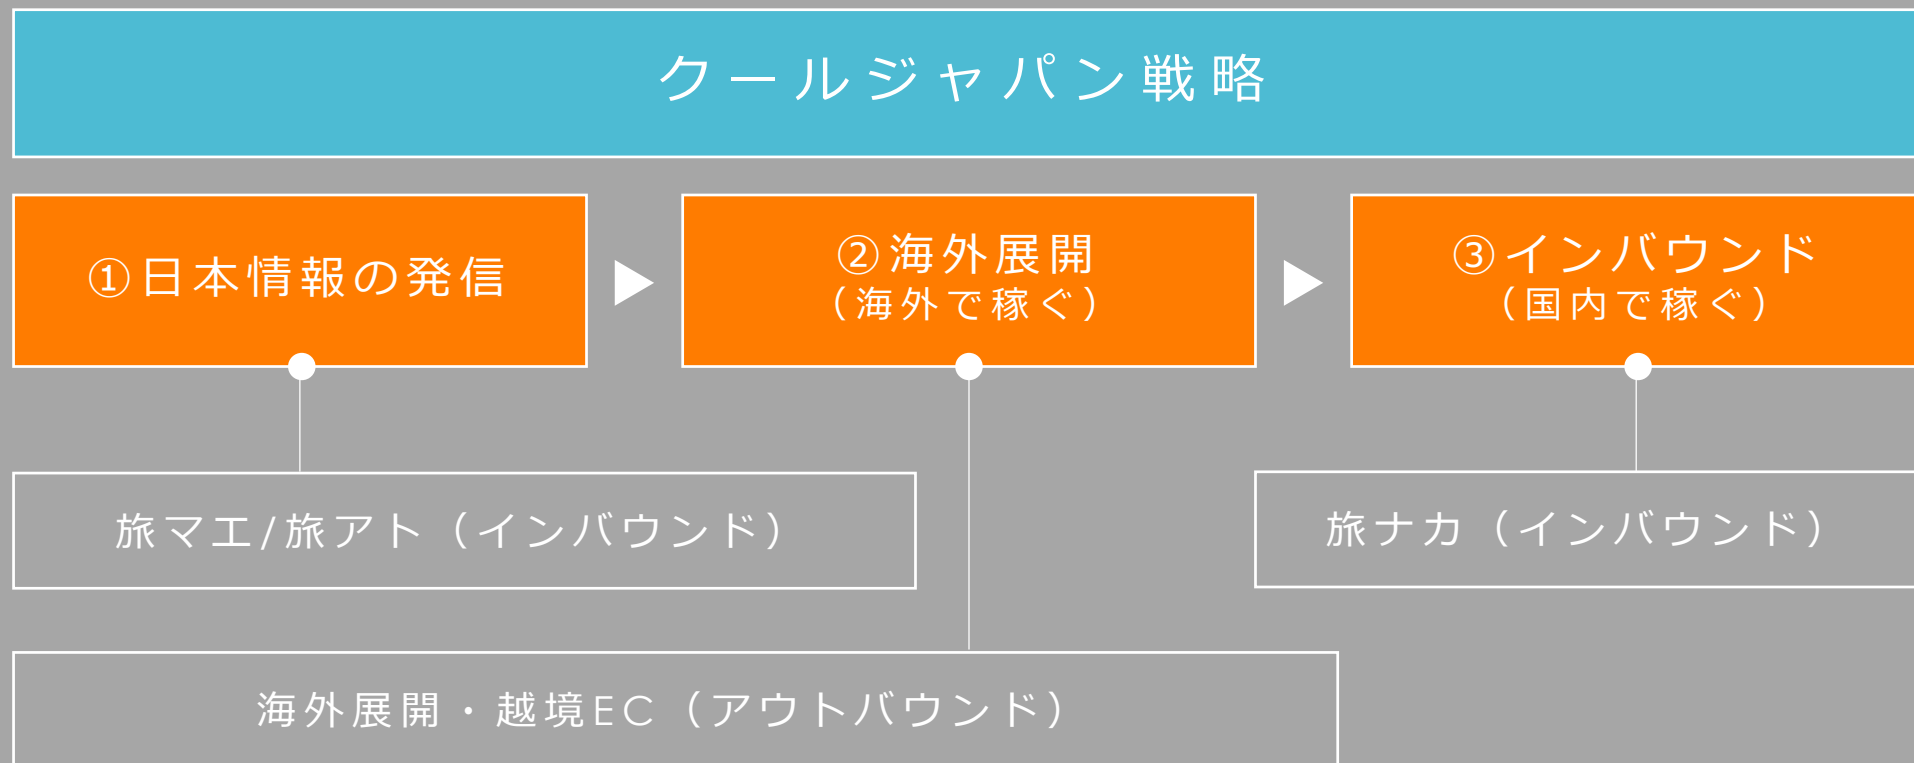 クールジャパン戦略
①日本情報の発信
②海外展開
（海外で稼ぐ）
③インバウンド
（国内で稼ぐ）
旅マエ/旅アト（インバウンド）
旅ナカ（インバウンド）
海外展開・越境EC（アウトバウンド）